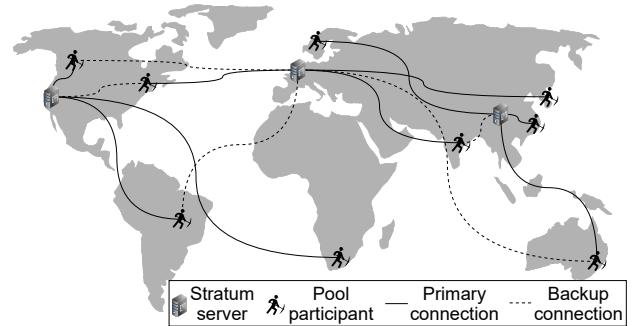 Stratum server
Pool participant
Primary connection
Backup connection